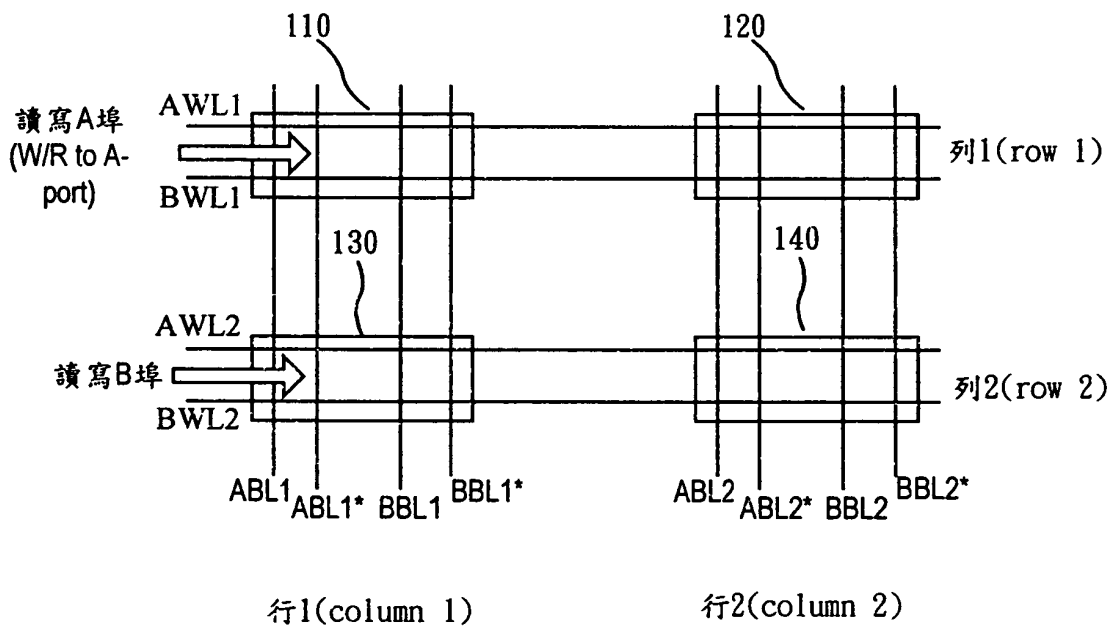 110
120
讀寫A埠
(W/R to A-
port)
AWL1
BWL1
列1(row 1)
130
140
AWL2
讀寫B埠
BWL2
列2(row 2)
ABL1
ABL1*
BBL1
BBL1*
ABL2
ABL2*
BBL2
BBL2*
行1(column 1)
行2(column 2)